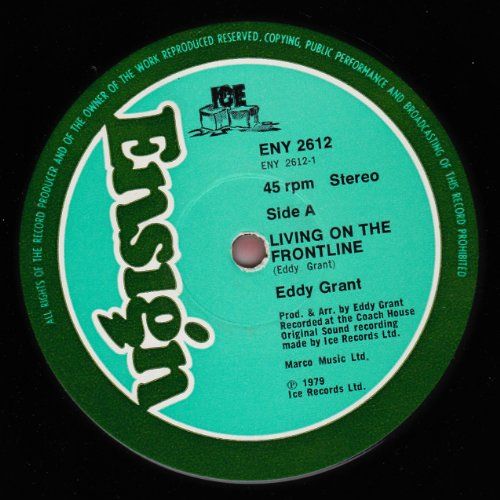 ALL RIGHTS OF THE RECORD PRODUCER AND OF THE OWNER OF THE WORK REPRODUCED RESERVED. COPYING, PUBLIC PERFORMANCE AND BROADCASTING OF THIS RECORD PROHIBITED
Ensign
ICE
ENY 2612
ENY 2612-1
45 rpm Stereo
Side A
LIVING ON THE
FRONTLINE
(Eddy Grant)
Eddy Grant
Prod. & Arr. by Eddy Grant
Recorded at the Coach House
Original Sound recording
made by Ice Records Ltd.
Marco Music Ltd.
℗ 1979
Ice Records Ltd.